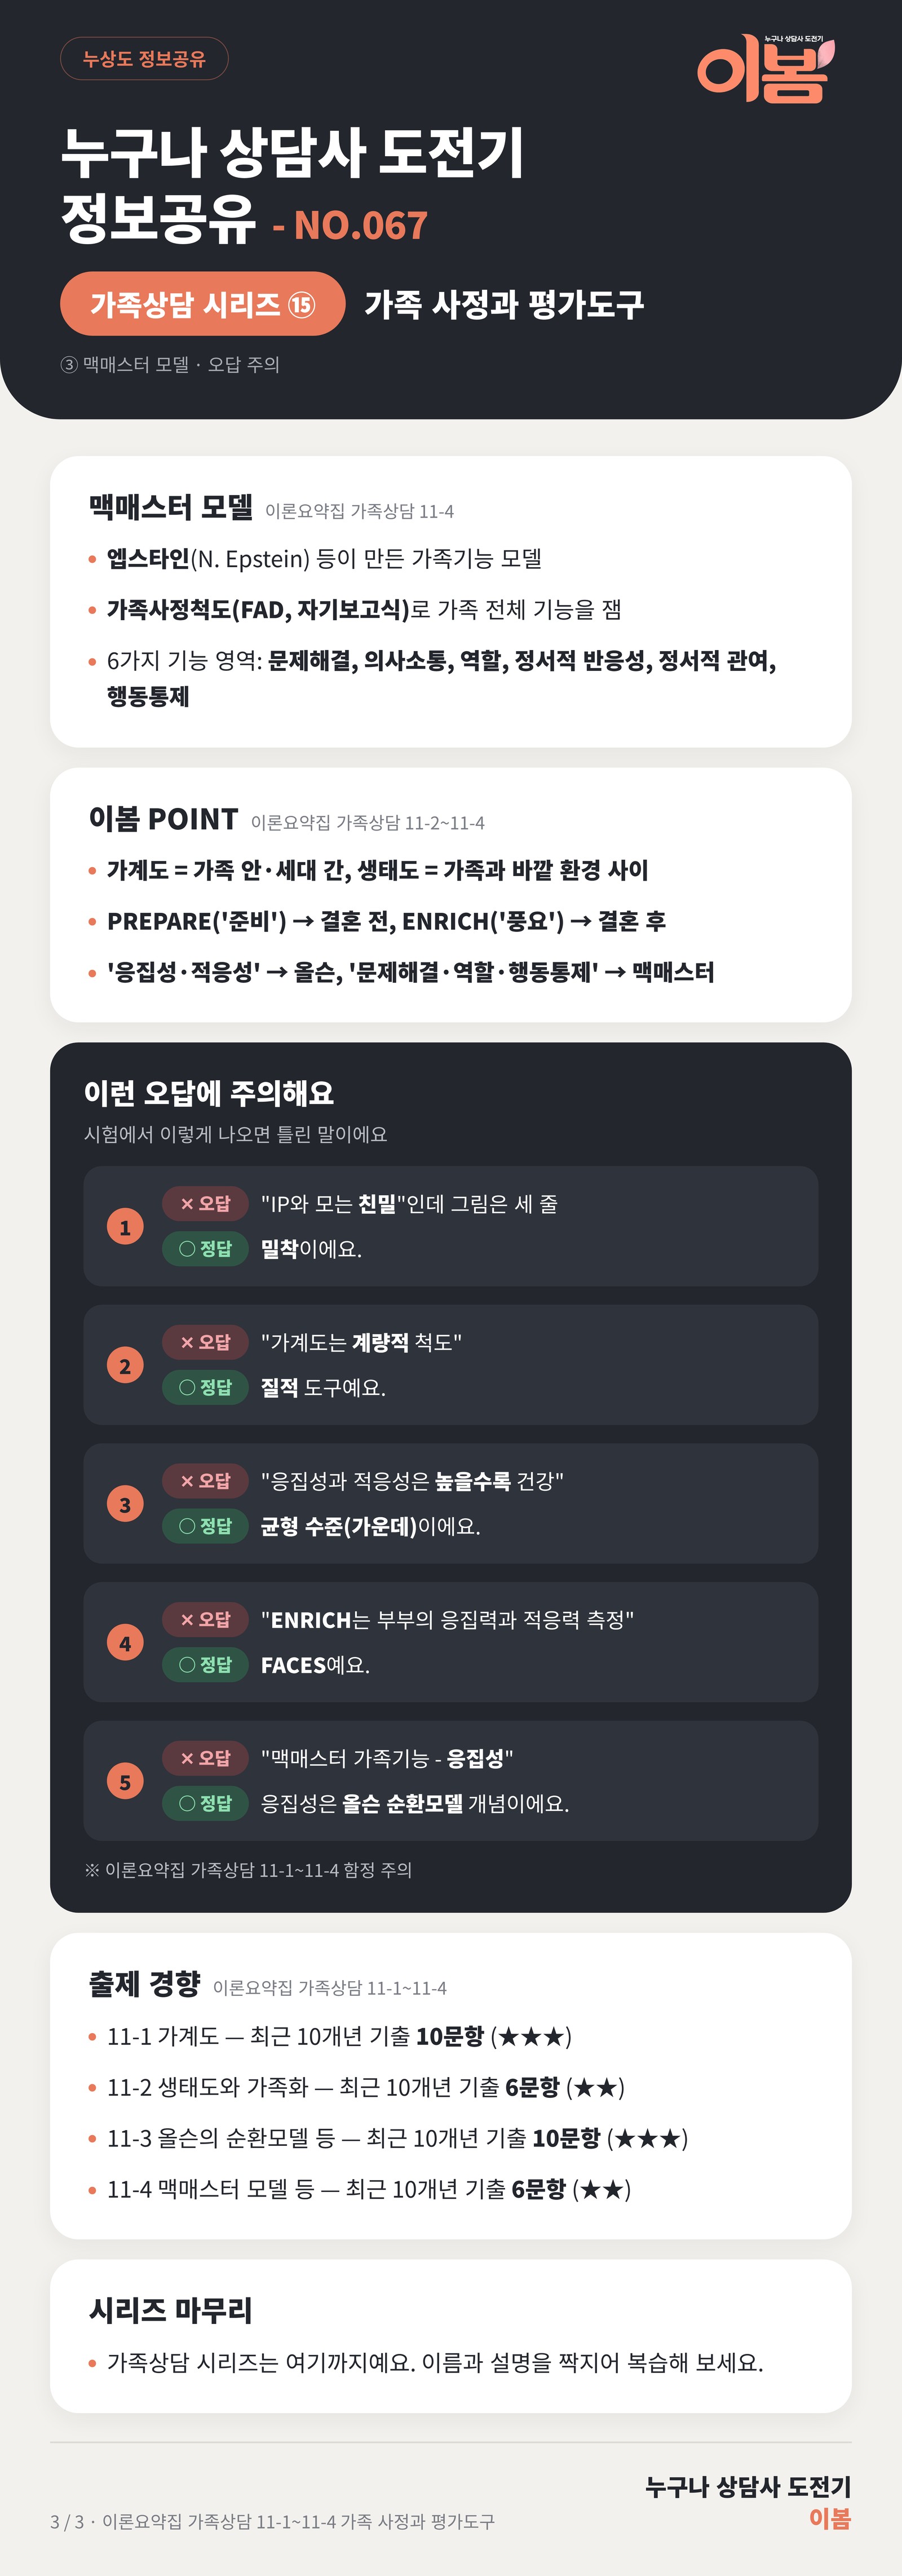 누상도 정보공유
누구나 상담사 도전기
이봄
누구나 상담사 도전기
정보공유 - NO.067
가족상담 시리즈 ⑮ 가족 사정과 평가도구
③ 맥매스터 모델 · 오답 주의
맥매스터 모델 이론요약집 가족상담 11-4
• 엡스타인(N. Epstein) 등이 만든 가족기능 모델
• 가족사정척도(FAD, 자기보고식)로 가족 전체 기능을 잼
• 6가지 기능 영역: 문제해결, 의사소통, 역할, 정서적 반응성, 정서적 관여,
행동통제
이봄 POINT 이론요약집 가족상담 11-2~11-4
• 가계도 = 가족 안·세대 간, 생태도 = 가족과 바깥 환경 사이
• PREPARE('준비') → 결혼 전, ENRICH('풍요') → 결혼 후
• '응집성·적응성' → 올슨, '문제해결·역할·행동통제' → 맥매스터
이런 오답에 주의해요
시험에서 이렇게 나오면 틀린 말이에요
1
× 오답 "IP와 모는 친밀"인데 그림은 세 줄
○ 정답 밀착이에요.
2
× 오답 "가계도는 계량적 척도"
○ 정답 질적 도구예요.
3
× 오답 "응집성과 적응성은 높을수록 건강"
○ 정답 균형 수준(가운데)이에요.
4
× 오답 "ENRICH는 부부의 응집력과 적응력 측정"
○ 정답 FACES예요.
5
× 오답 "맥매스터 가족기능 - 응집성"
○ 정답 응집성은 올슨 순환모델 개념이에요.
※ 이론요약집 가족상담 11-1~11-4 함정 주의
출제 경향 이론요약집 가족상담 11-1~11-4
• 11-1 가계도 — 최근 10개년 기출 10문항 (★★★)
• 11-2 생태도와 가족화 — 최근 10개년 기출 6문항 (★★)
• 11-3 올슨의 순환모델 등 — 최근 10개년 기출 10문항 (★★★)
• 11-4 맥매스터 모델 등 — 최근 10개년 기출 6문항 (★★)
시리즈 마무리
• 가족상담 시리즈는 여기까지예요. 이름과 설명을 짝지어 복습해 보세요.
누구나 상담사 도전기
3 / 3 · 이론요약집 가족상담 11-1~11-4 가족 사정과 평가도구
이봄